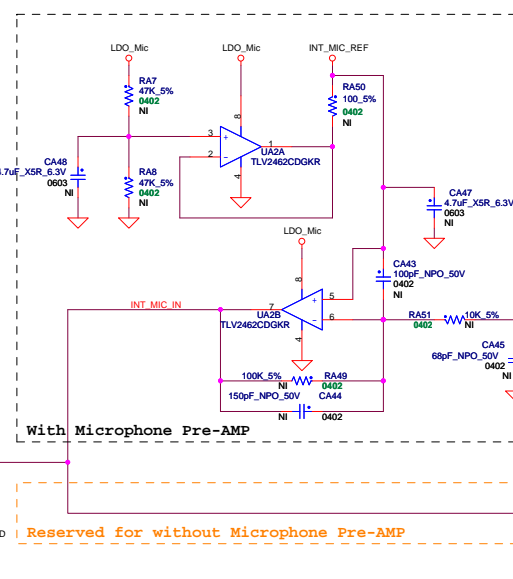 LDO_Mic
LDO_Mic
INT_MIC_REF
RA7
47K_5%
0402
NI
RA50
100_5%
0402
NI
8
3
+
1
2
-
UA2A
TLV2462CDGKR
4
CA48
4.7uF_X5R_6.3V
0603
NI
RA8
47K_5%
0402
NI
CA47
4.7uF_X5R_6.3V
0603
NI
LDO_Mic
CA43
100pF_NPO_50V
0402
NI
8
5
+
7
6
-
UA2B
TLV2462CDGKR
4
INT_MIC_IN
RA51
10K_5%
0402
NI
CA45
68pF_NPO_50V
0402
NI
100K_5%
RA49
NI
0402
150pF_NPO_50V
CA44
NI
0402
With Microphone Pre-AMP
D
Reserved for without Microphone Pre-AMP